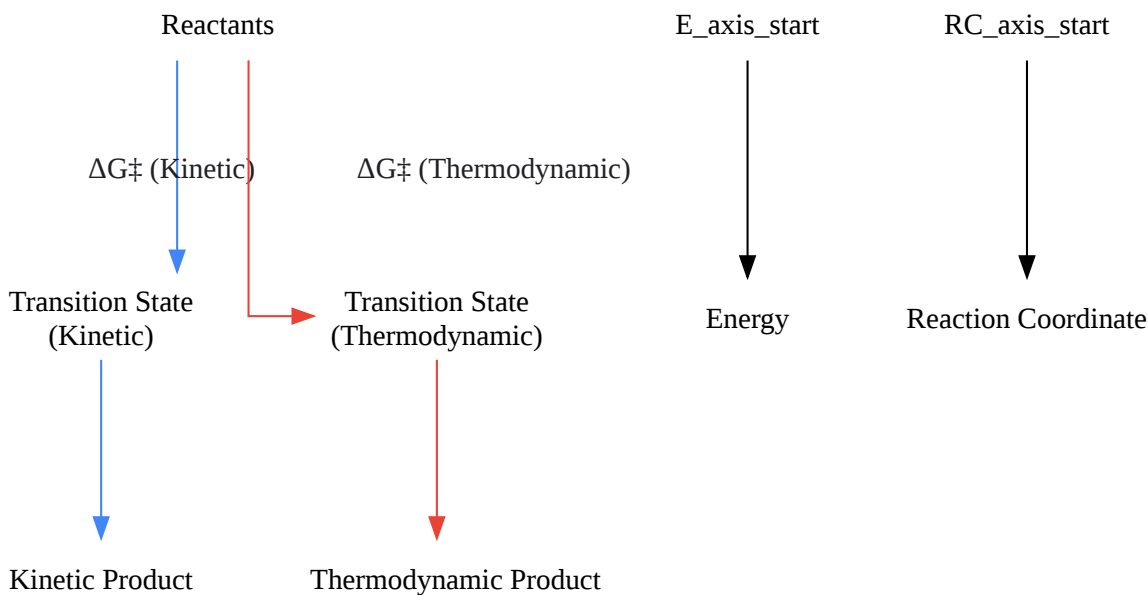 Reactants
E_axis_start
RC_axis_start
ΔG‡ (Kinetic)
ΔG‡ (Thermodynamic)
Transition State
(Kinetic)
Transition State
(Thermodynamic)
Energy
Reaction Coordinate
Kinetic Product
Thermodynamic Product